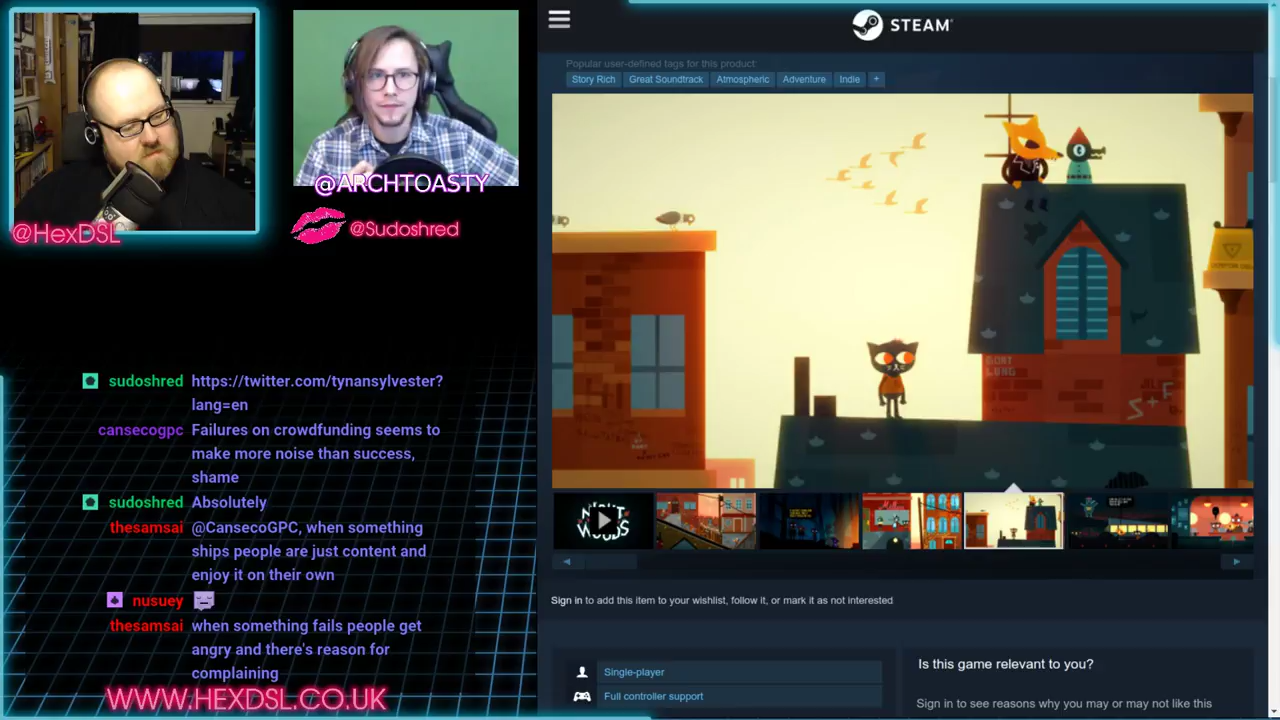 @HexDSL
@ARCHTOASTY
@Sudoshred
sudoshred https://twitter.com/tynansylvester?
lang=en
cansecogpc Failures on crowdfunding seems to
make more noise than success,
shame
sudoshred Absolutely
thesamsai @CansecoGPC, when something
ships people are just content and
enjoy it on their own
nusuey
thesamsai when something fails people get
angry and there's reason for
complaining
WWW.HEXDSL.CO.UK
STEAM
Popular user-defined tags for this product:
Story Rich Great Soundtrack Atmospheric Adventure Indie +
S+F
NIGHT
WOODS
Sign in to add this item to your wishlist, follow it, or mark it as not interested
Single-player
Full controller support
Is this game relevant to you?
Sign in to see reasons why you may or may not like this